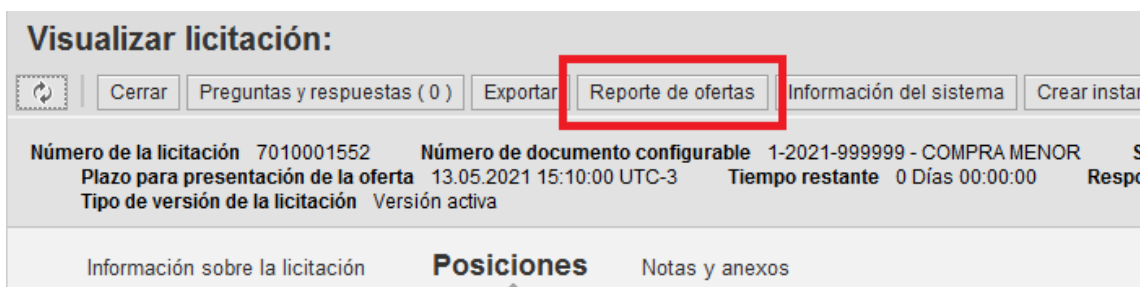 Visualizar licitación:
Cerrar Preguntas y respuestas ( 0 ) Exportar Reporte de ofertas Información del sistema Crear instan
Número de la licitación 7010001552 Número de documento configurable 1-2021-999999 - COMPRA MENOR S
Plazo para presentación de la oferta 13.05.2021 15:10:00 UTC-3 Tiempo restante 0 Días 00:00:00 Respo
Tipo de versión de la licitación Versión activa
Información sobre la licitación Posiciones Notas y anexos